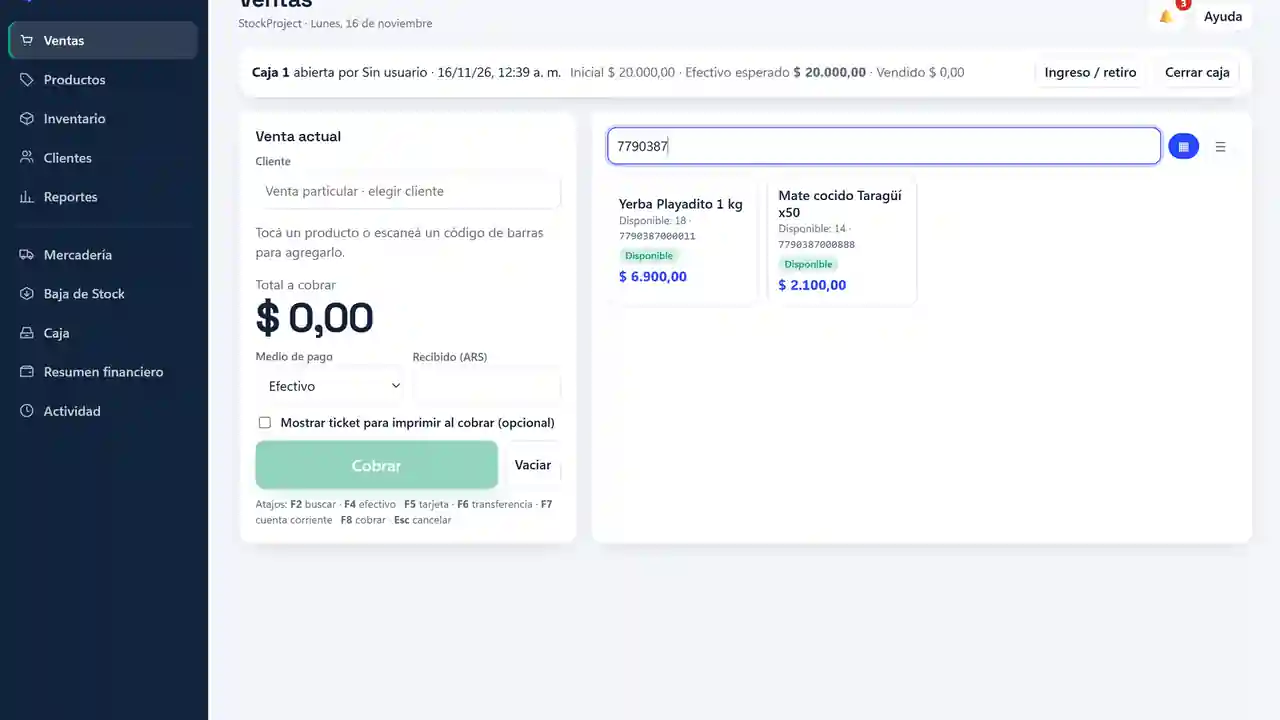 Ventas
StockProject · Lunes, 16 de noviembre
3
Ayuda
Ventas
Productos
Inventario
Clientes
Reportes
Mercadería
Baja de Stock
Caja
Resumen financiero
Actividad
Caja 1 abierta por Sin usuario · 16/11/26, 12:39 a. m. Inicial $ 20.000,00 · Efectivo esperado $ 20.000,00 · Vendido $ 0,00
Ingreso / retiro
Cerrar caja
Venta actual
Cliente
Venta particular · elegir cliente
Tocá un producto o escaneá un código de barras
para agregarlo.
Total a cobrar
$ 0,00
Medio de pago
Recibido (ARS)
Efectivo
Mostrar ticket para imprimir al cobrar (opcional)
Cobrar
Vaciar
Atajos: F2 buscar · F4 efectivo F5 tarjeta · F6 transferencia · F7
cuenta corriente F8 cobrar · Esc cancelar
7790387
Yerba Playadito 1 kg
Disponible: 18 ·
7790387000011
Disponible
$ 6.900,00
Mate cocido Taragüí
x50
Disponible: 14 ·
7790387000888
Disponible
$ 2.100,00